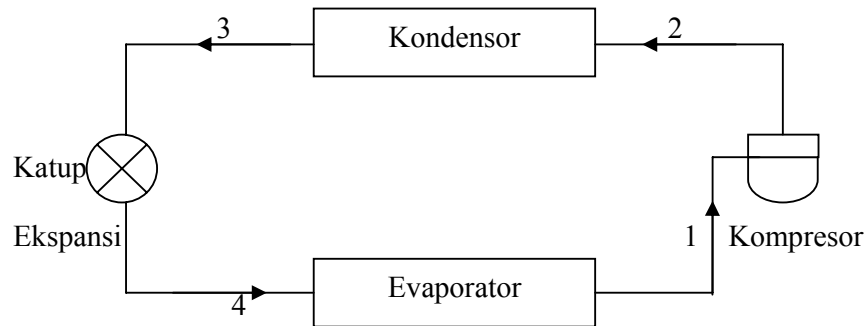 3
Kondensor
2
Katup
Ekspansi
1
Kompresor
4
Evaporator